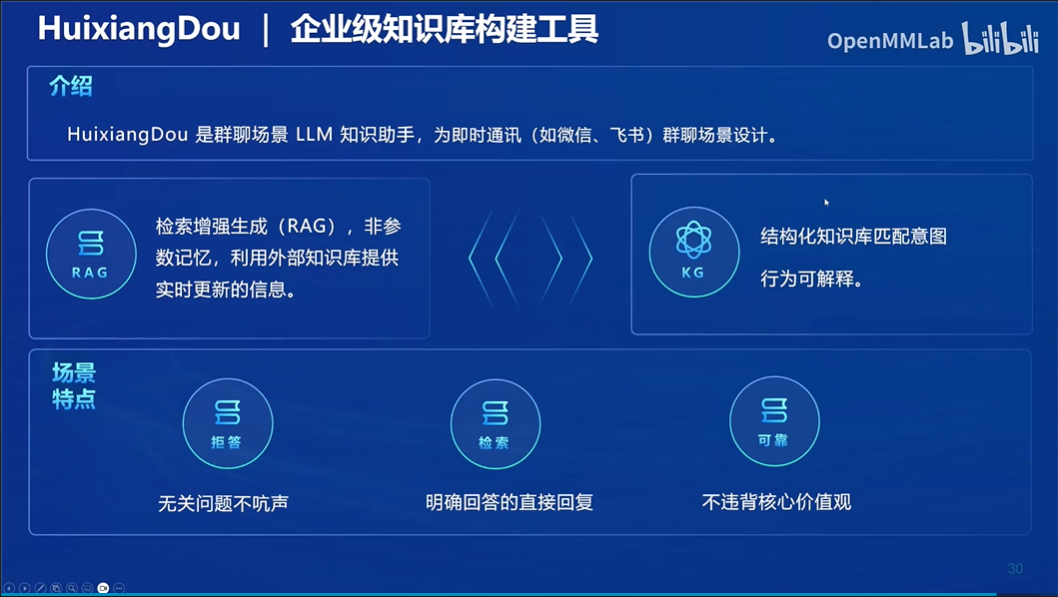 HuixiangDou | 企业级知识库构建工具
OpenMMLab bilibili
介绍
HuixiangDou 是群聊场景 LLM 知识助手，为即时通讯（如微信、飞书）群聊场景设计。
RAG
检索增强生成（RAG），非参
数记忆，利用外部知识库提供
实时更新的信息。
KG
结构化知识库匹配意图
行为可解释。
场景
特点
拒答
无关问题不吭声
检索
明确回答的直接回复
可靠
不违背核心价值观
30